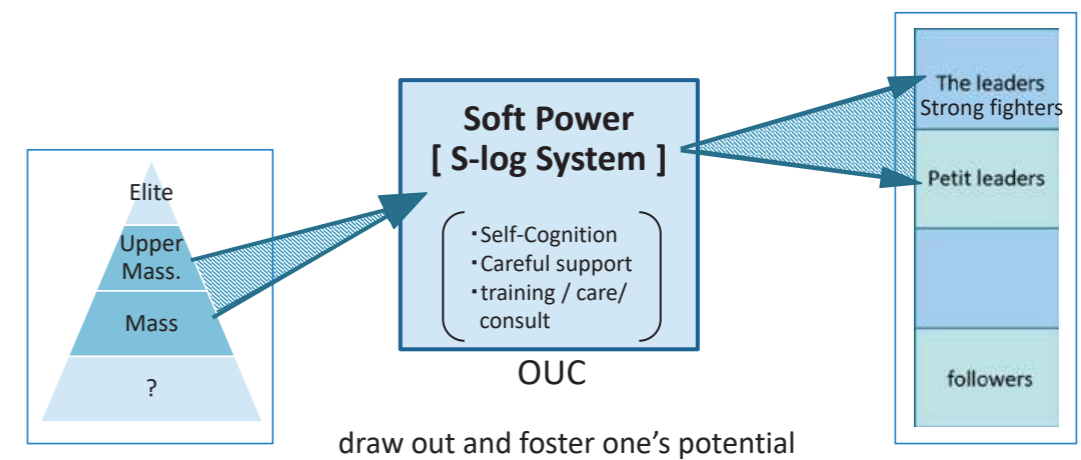 Elite
Upper
Mass.
Mass
?
Soft Power
[ S-log System ]
・Self-Cognition
・Careful support
・training / care/
consult
OUC
draw out and foster one’s potential
The leaders
Strong fighters
Petit leaders
followers